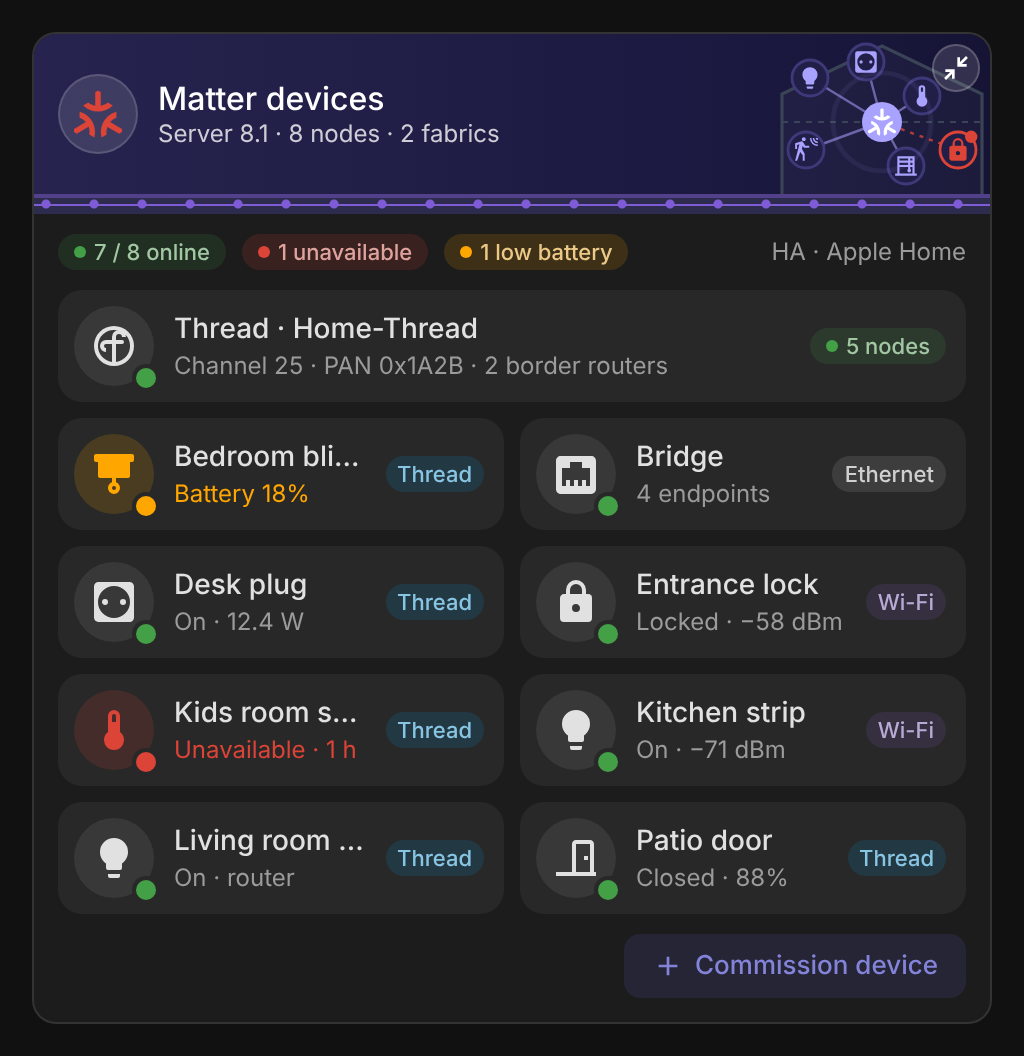 Matter devices
Server 8.1 · 8 nodes · 2 fabrics
7 / 8 online
1 unavailable
1 low battery
HA · Apple Home
Thread · Home-Thread
Channel 25 · PAN 0x1A2B · 2 border routers
5 nodes
Bedroom bli...
Battery 18%
Thread
Bridge
4 endpoints
Ethernet
Desk plug
On · 12.4 W
Thread
Entrance lock
Locked · −58 dBm
Wi-Fi
Kids room s...
Unavailable · 1 h
Thread
Kitchen strip
On · −71 dBm
Wi-Fi
Living room ...
On · router
Thread
Patio door
Closed · 88%
Thread
+ Commission device